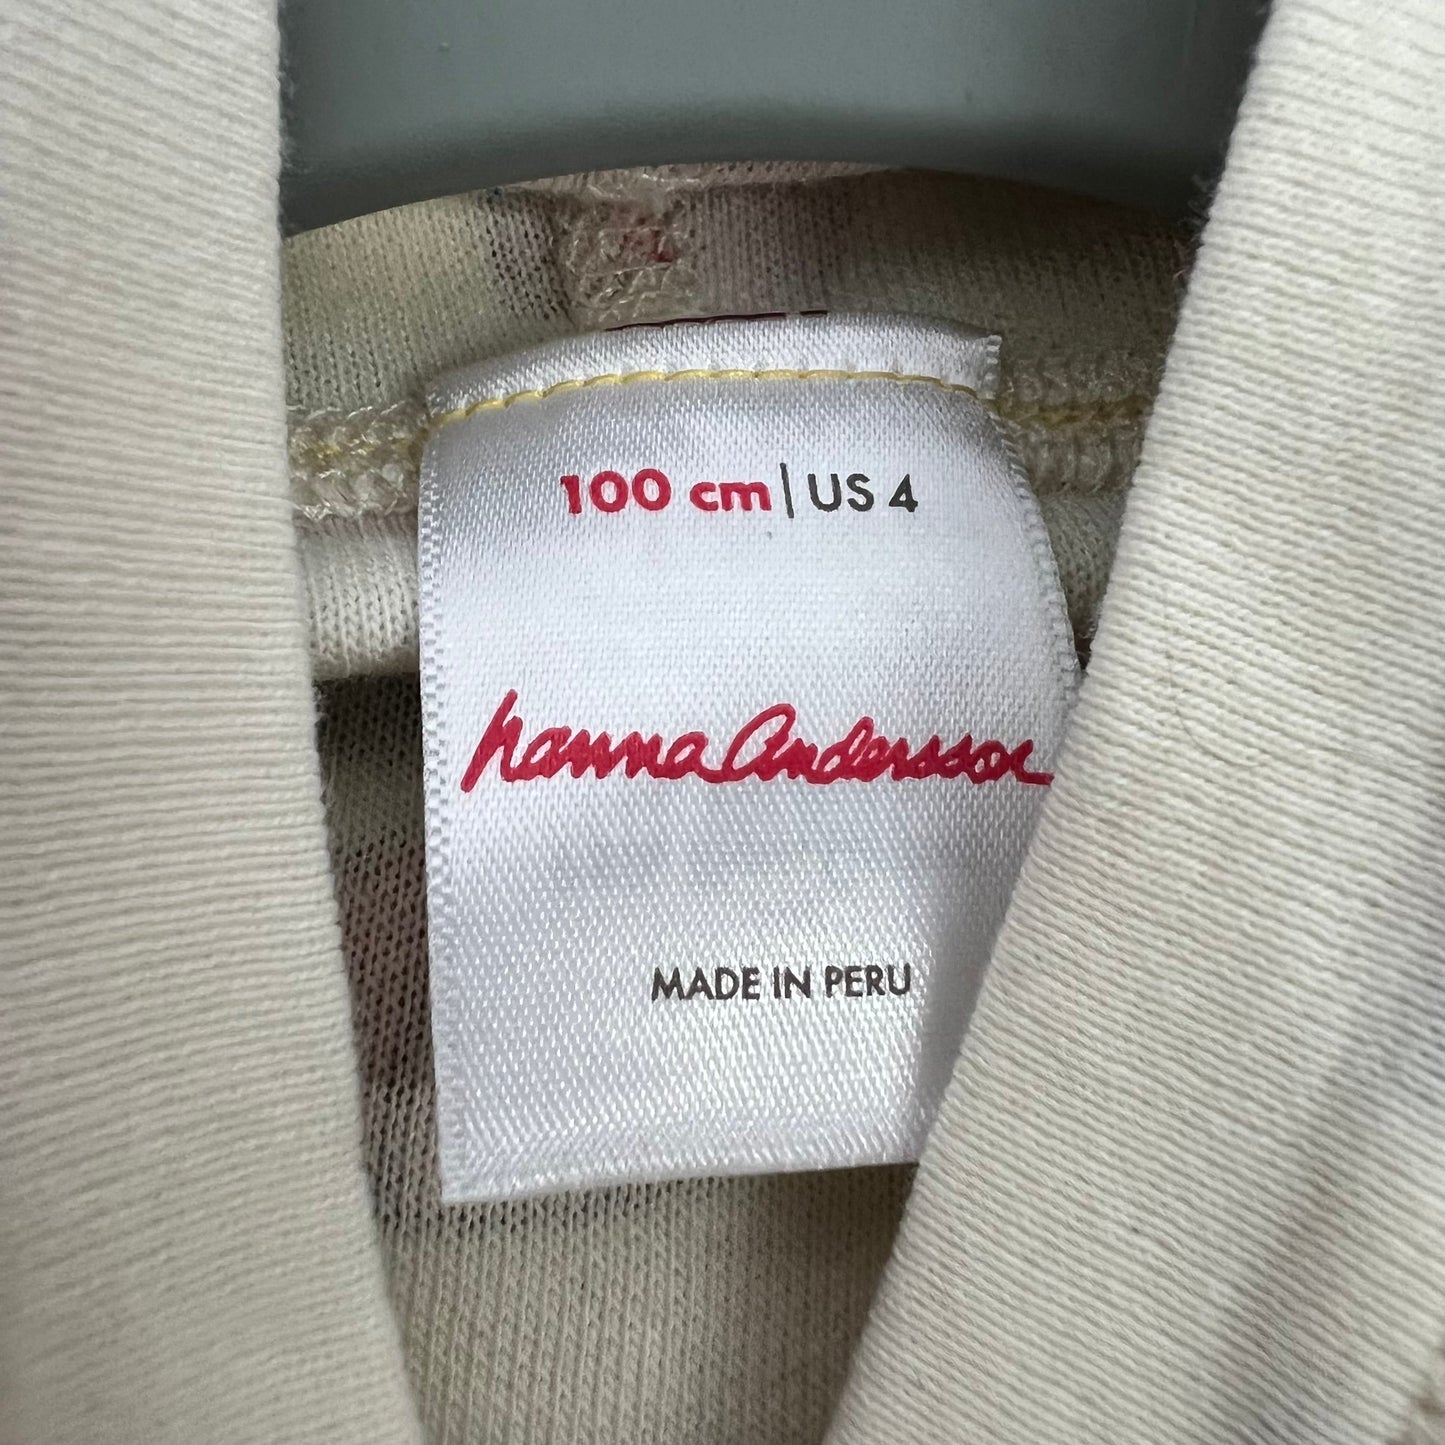 100 cm | US 4
hanna Andersson
MADE IN PERU